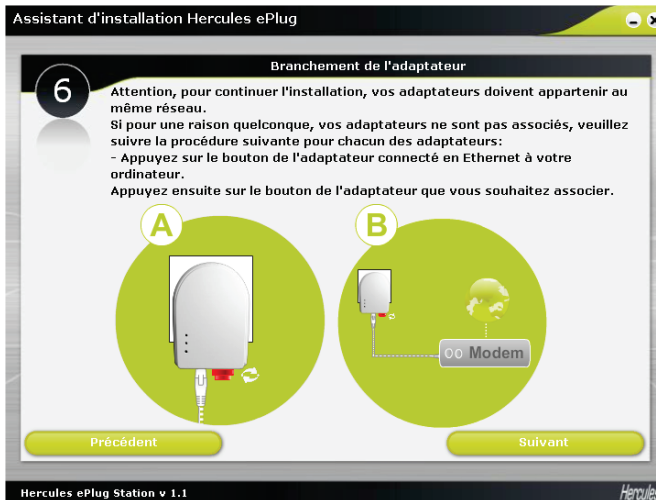 Assistant d'installation Hercules ePlug
Branchement de l'adaptateur
6
Attention, pour continuer l'installation, vos adaptateurs doivent appartenir au
même réseau.
Si pour une raison quelconque, vos adaptateurs ne sont pas associés, veuillez
suivre la procédure suivante pour chacun des adaptateurs:
- Appuyez sur le bouton de l'adaptateur connecté en Ethernet à votre
ordinateur.
Appuyez ensuite sur le bouton de l'adaptateur que vous souhaitez associer.
A
B
Modem
Précédent
Suivant
Hercules ePlug Station v 1.1
Hercules